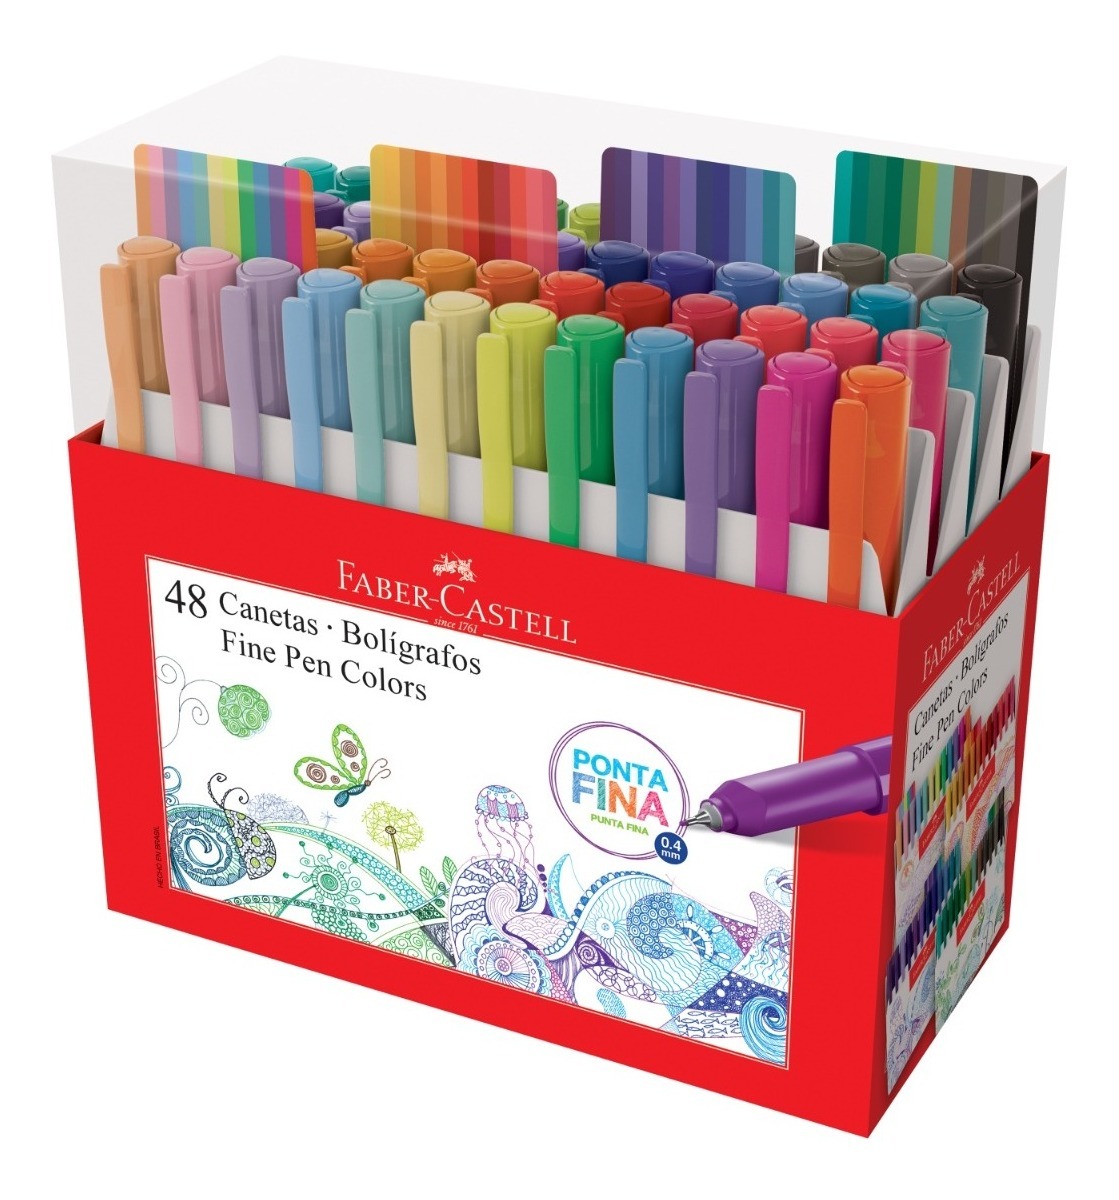 FABER-CASTELL
since 1761
48 Canetas · Bolígrafos
Fine Pen Colors
PONTA
FINA
PUNTA FINA
0.4
mm
HECHO EN BRASIL
FABER-CASTELL
Canetas · Bolígrafos
Fine Pen Colors